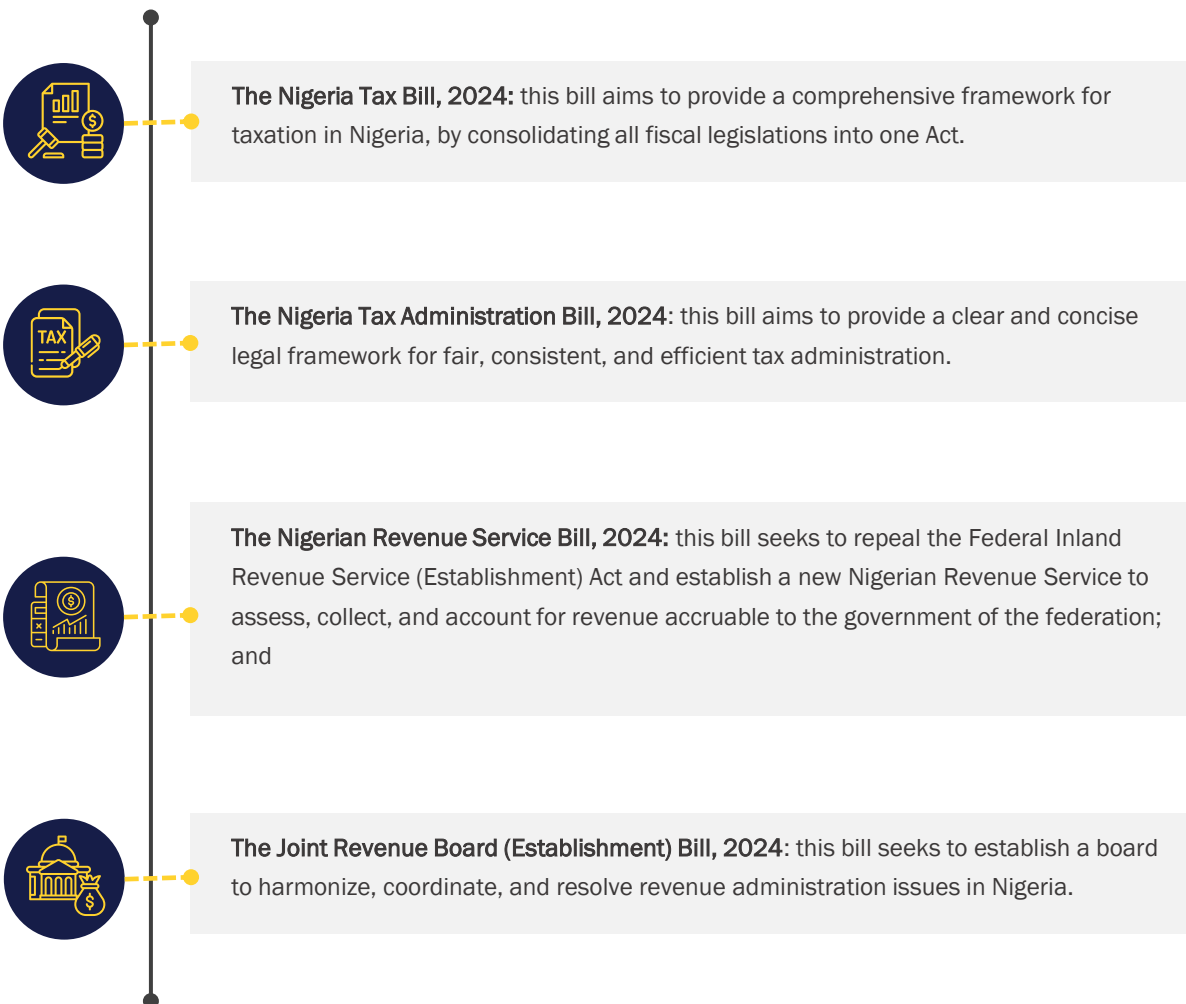 The Nigeria Tax Bill, 2024: this bill aims to provide a comprehensive framework for
taxation in Nigeria, by consolidating all fiscal legislations into one Act.
TAX
The Nigeria Tax Administration Bill, 2024: this bill aims to provide a clear and concise
legal framework for fair, consistent, and efficient tax administration.
The Nigerian Revenue Service Bill, 2024: this bill seeks to repeal the Federal Inland
Revenue Service (Establishment) Act and establish a new Nigerian Revenue Service to
assess, collect, and account for revenue accruable to the government of the federation;
and
The Joint Revenue Board (Establishment) Bill, 2024: this bill seeks to establish a board
to harmonize, coordinate, and resolve revenue administration issues in Nigeria.